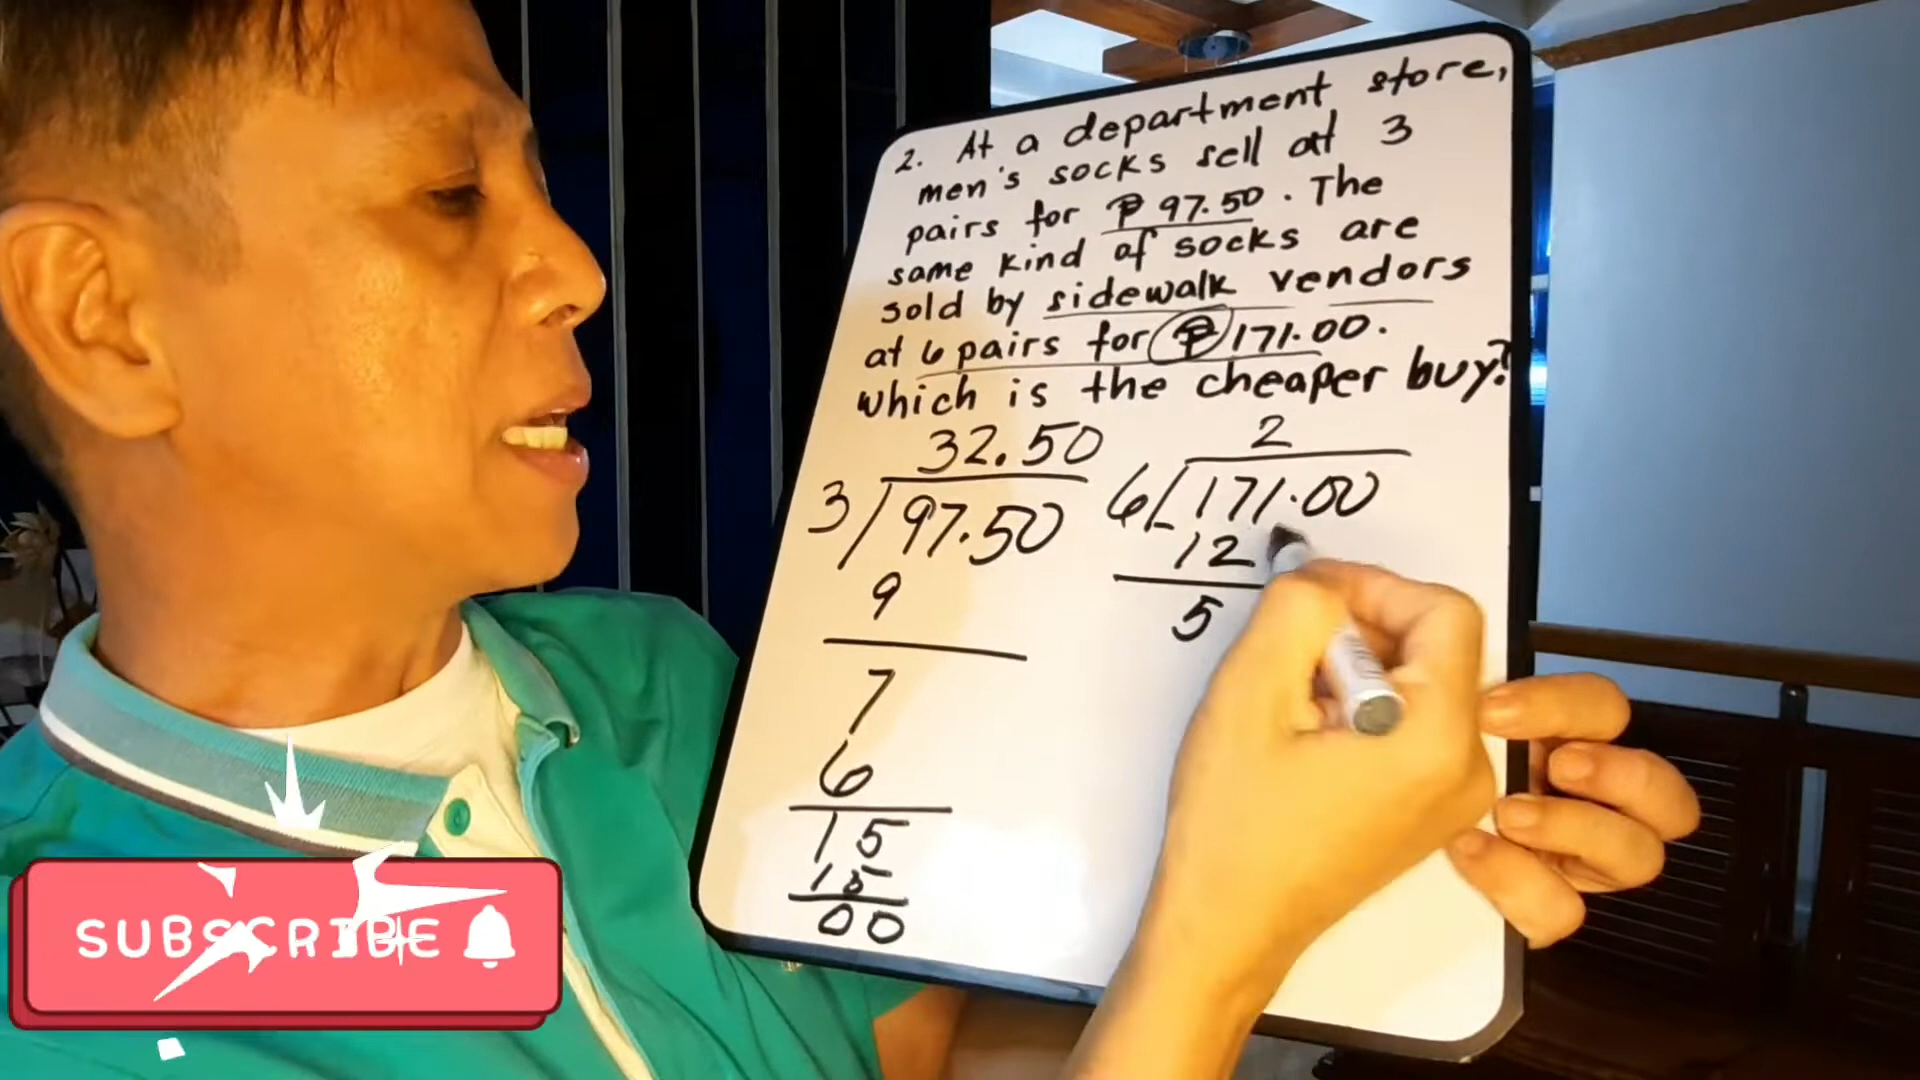 2. At a department store,
men's socks sell at 3
pairs for ₱ 97.50. The
same kind of socks are
sold by sidewalk vendors
at 6 pairs for ₱ 171.00.
which is the cheaper buy?
32.50
3 97.50
9
7
6
15
15
00
2
6 171.00
12
5
SUBSCRIBE